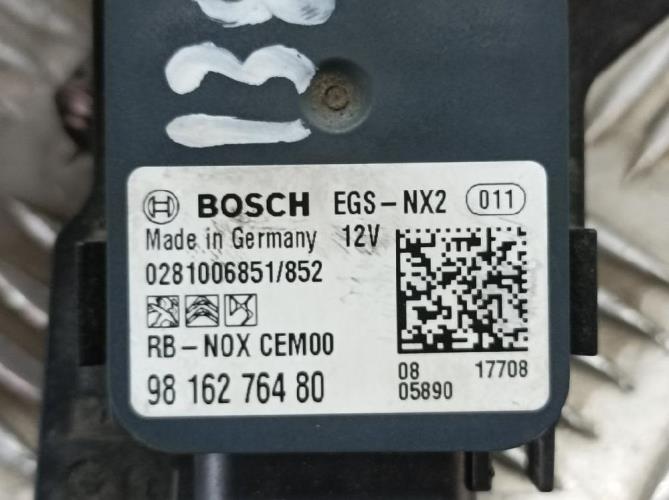 138
BOSCH EGS-NX2 011
Made in Germany 12V
0281006851/852
RB-NOX CEM00
98 162 764 80
08 17708
05890